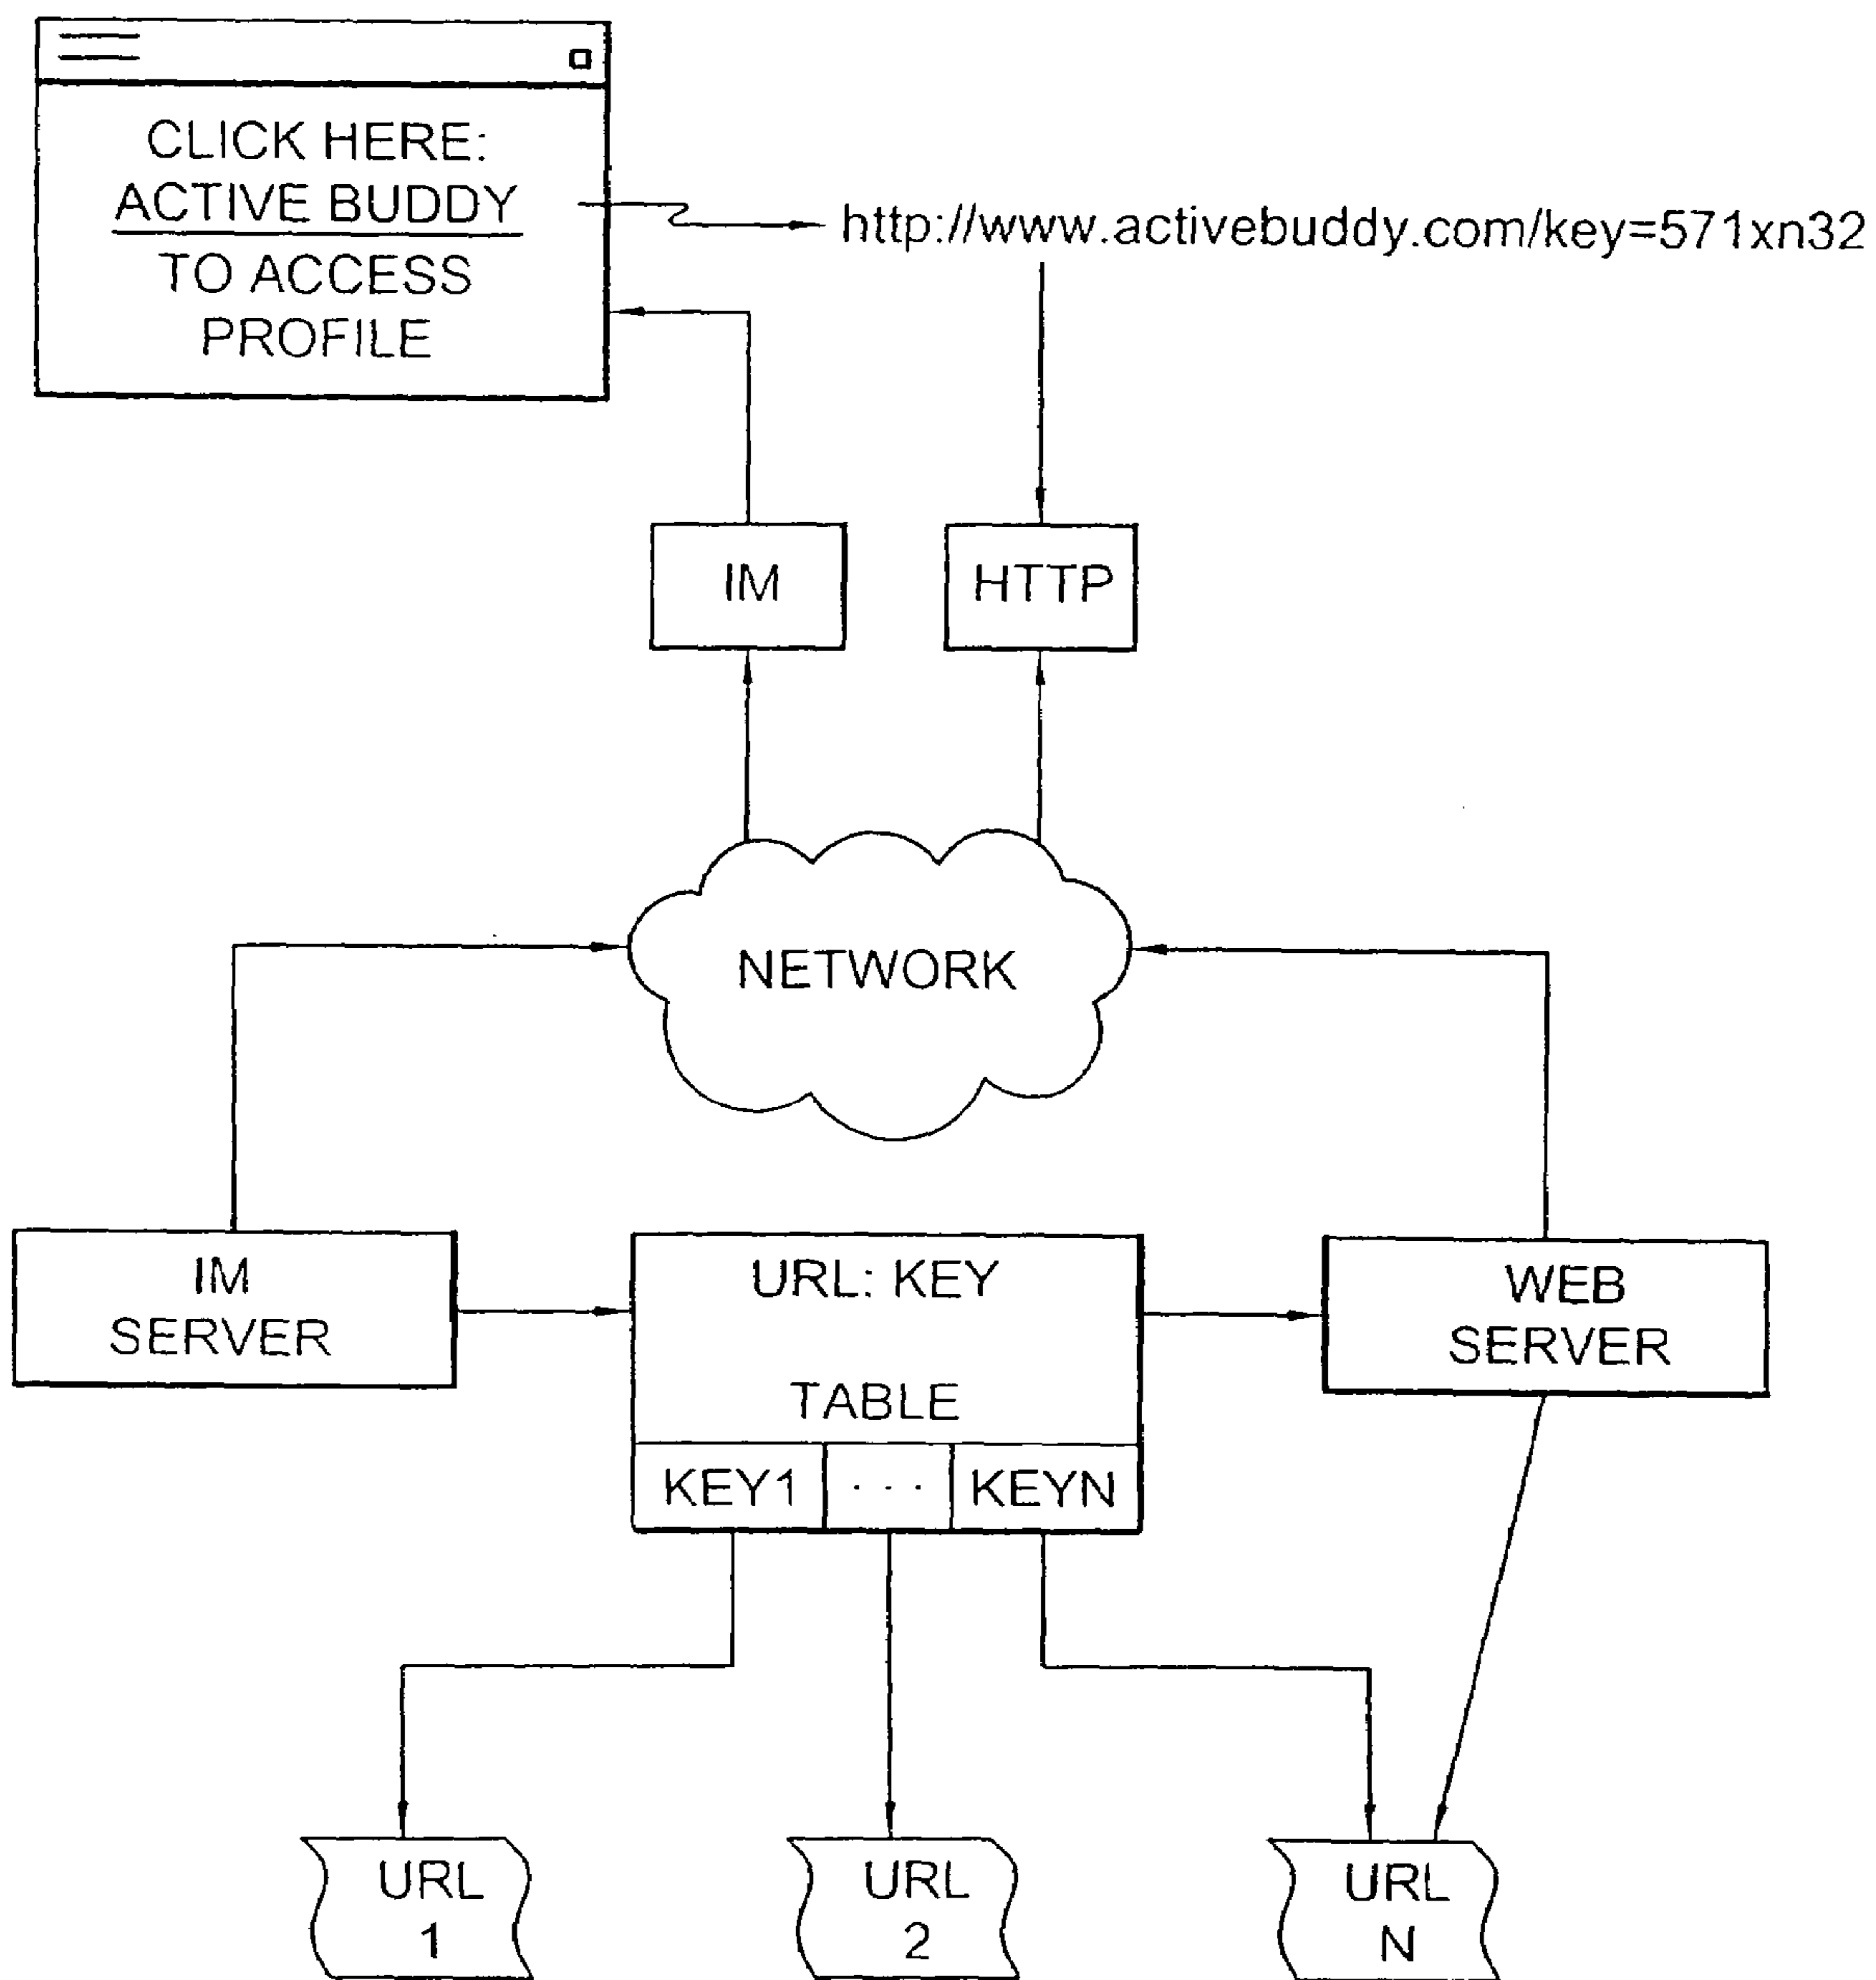 CLICK HERE:
ACTIVE BUDDY
TO ACCESS
PROFILE
http://www.activebuddy.com/key=571xn32
IM
HTTP
NETWORK
IM
SERVER
URL: KEY
TABLE
KEY1 ... KEYN
WEB
SERVER
URL
1
URL
2
URL
N